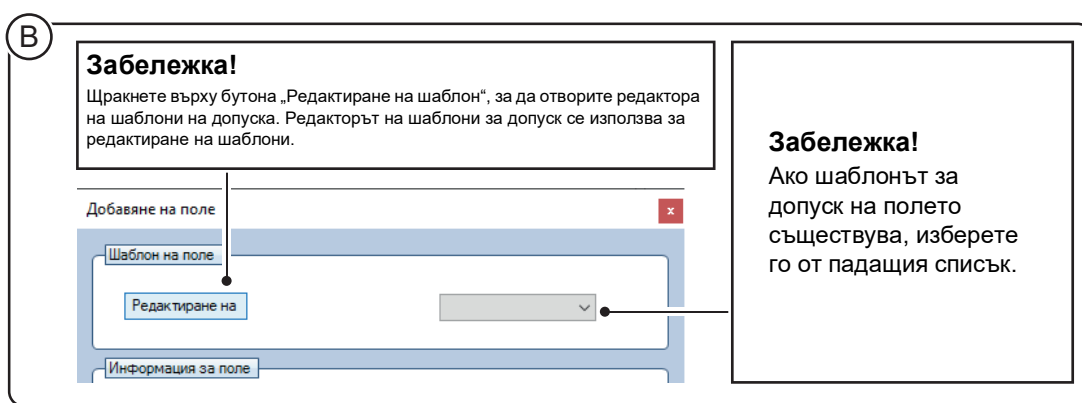 B
Забележка!
Щракнете върху бутона „Редактиране на шаблон“, за да отворите редактора
на шаблони на допуска. Редакторът на шаблони за допуск се използва за
редактиране на шаблони.
Забележка!
Ако шаблонът за
допуск на полето
съществува, изберете
го от падащия списък.
Добавяне на поле
x
Шаблон на поле
Редактиране на
Информация за поле